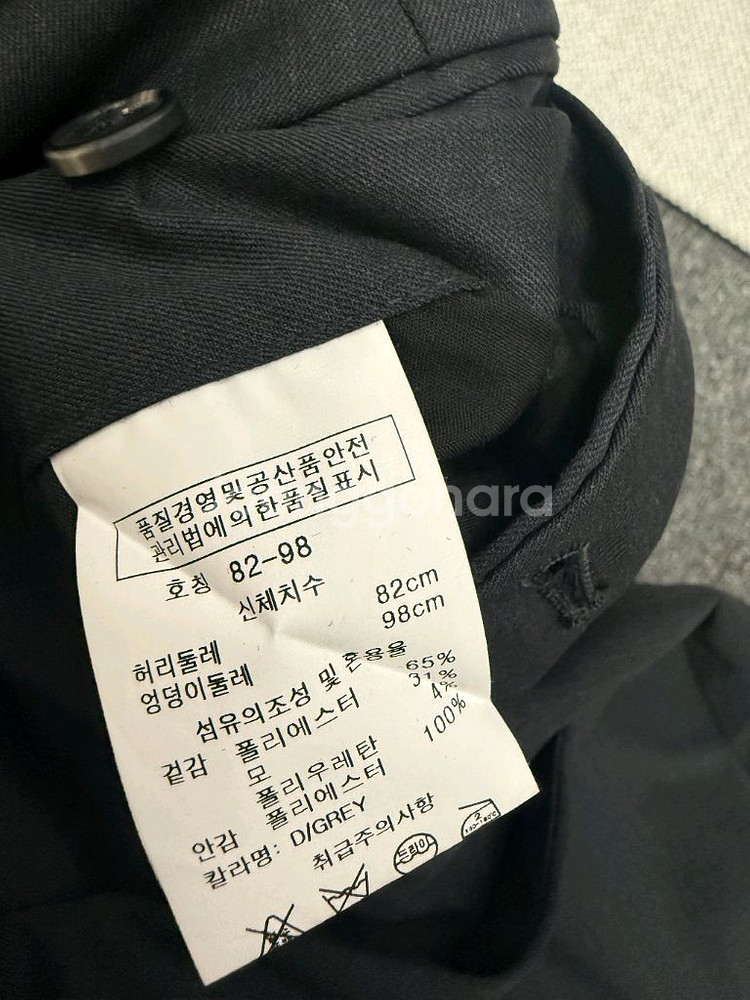 품질경영및공산품안전
관리법에의한품질표시
호칭 82-98
신체치수
허리둘레 82cm
엉덩이둘레 98cm
섬유의조성 및 혼용율
겉감 폴리에스터 65%
모 31%
폴리우레탄 4%
안감 폴리에스터 100%
칼라명: D/GREY
취급주의사항
드라이